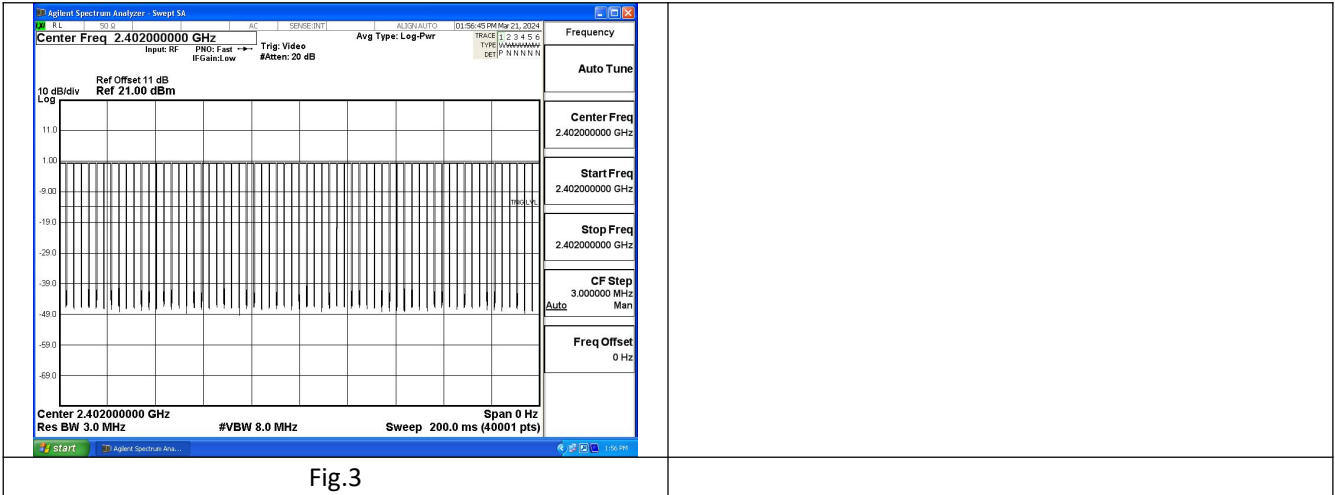 Agilent Spectrum Analyzer - Swept SA
RL 50 Ω AC SENSE:INT ALIGN AUTO 01:56:45 PM Mar 21, 2024
Center Freq 2.402000000 GHz
Input: RF PNO: Fast Trig: Video Avg Type: Log-Pwr TRACE 1 2 3 4 5 6
IFGain:Low #Atten: 20 dB TYPE WWWWWW
DET P N N N N N
Ref Offset 11 dB
10 dB/div Ref 21.00 dBm
Log
11.0
1.00
-9.00
TRIG LVL
-19.0
-29.0
-39.0
-49.0
-59.0
-69.0
Center 2.402000000 GHz Span 0 Hz
Res BW 3.0 MHz #VBW 8.0 MHz Sweep 200.0 ms (40001 pts)
Frequency
Auto Tune
Center Freq
2.402000000 GHz
Start Freq
2.402000000 GHz
Stop Freq
2.402000000 GHz
CF Step
3.000000 MHz
Auto Man
Freq Offset
0 Hz
start Agilent Spectrum Ana... 1:56 PM
Fig.3